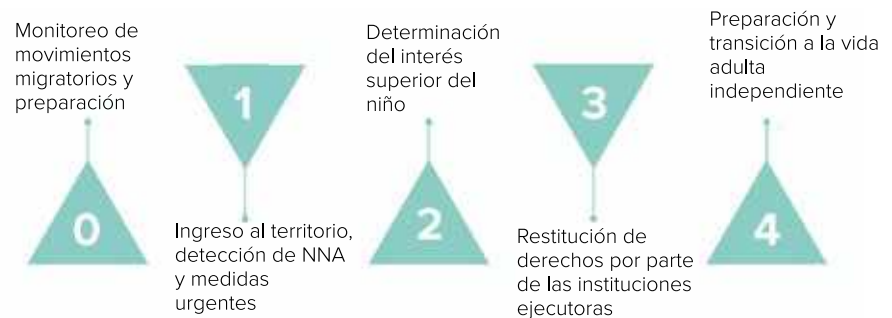 0
Monitoreo de
movimientos
migratorios y
preparación
1
Ingreso al territorio,
detección de NNA
y medidas
urgentes
2
Determinación
del interés
superior del
niño
3
Restitución de
derechos por parte
de las instituciones
ejecutoras
4
Preparación y
transición a la vida
adulta
independiente